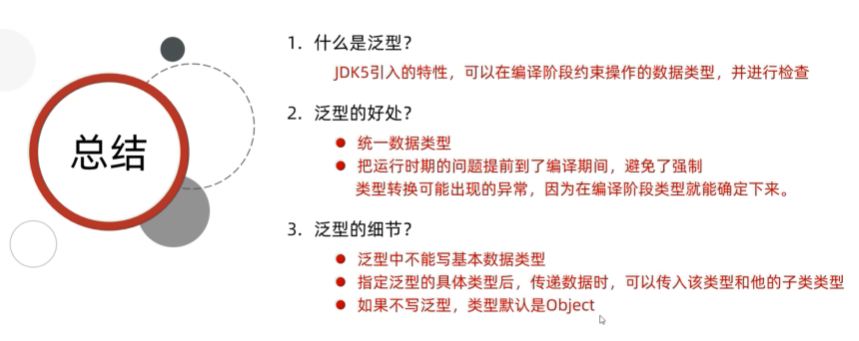 总结
1. 什么是泛型？
JDK5引入的特性，可以在编译阶段约束操作的数据类型，并进行检查
2. 泛型的好处？
● 统一数据类型
● 把运行时期的问题提前到了编译期间，避免了强制
类型转换可能出现的异常，因为在编译阶段类型就能确定下来。
3. 泛型的细节？
● 泛型中不能写基本数据类型
● 指定泛型的具体类型后，传递数据时，可以传入该类型和他的子类类型
● 如果不写泛型，类型默认是Object